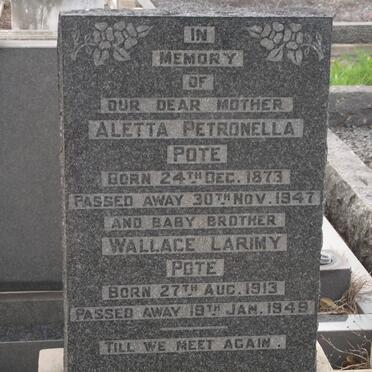 IN
MEMORY
OF
OUR DEAR MOTHER
ALETTA PETRONELLA
POTE
BORN 24TH DEC. 1873
PASSED AWAY 30TH NOV. 1947
AND BABY BROTHER
WALLACE LARIMY
POTE
BORN 27TH AUG. 1913
PASSED AWAY 19TH JAN. 1949
TILL WE MEET AGAIN.